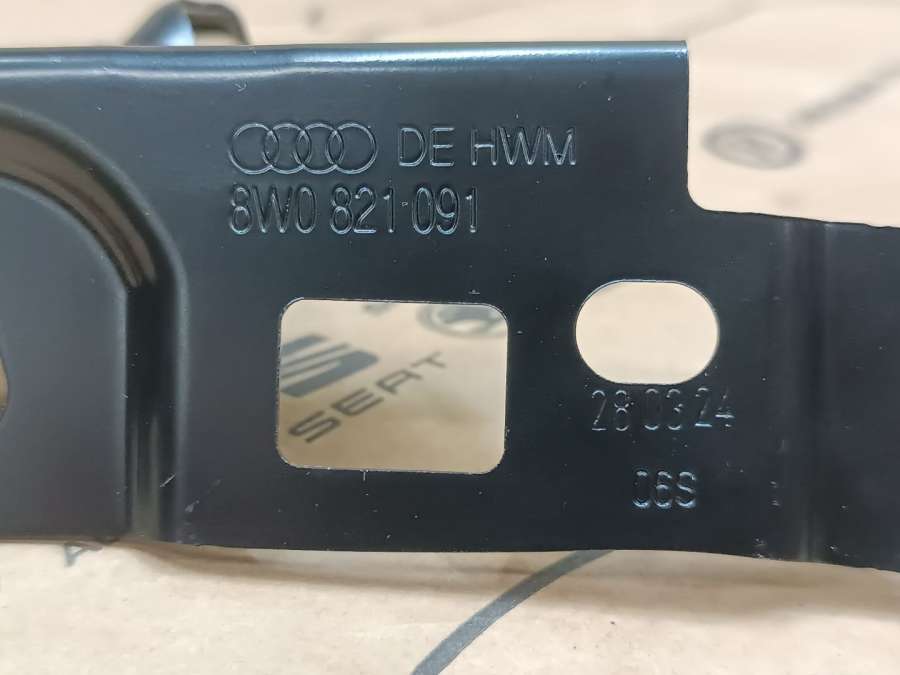 DE HWM
8W0 821 091
SEAT
28 03 24
06S